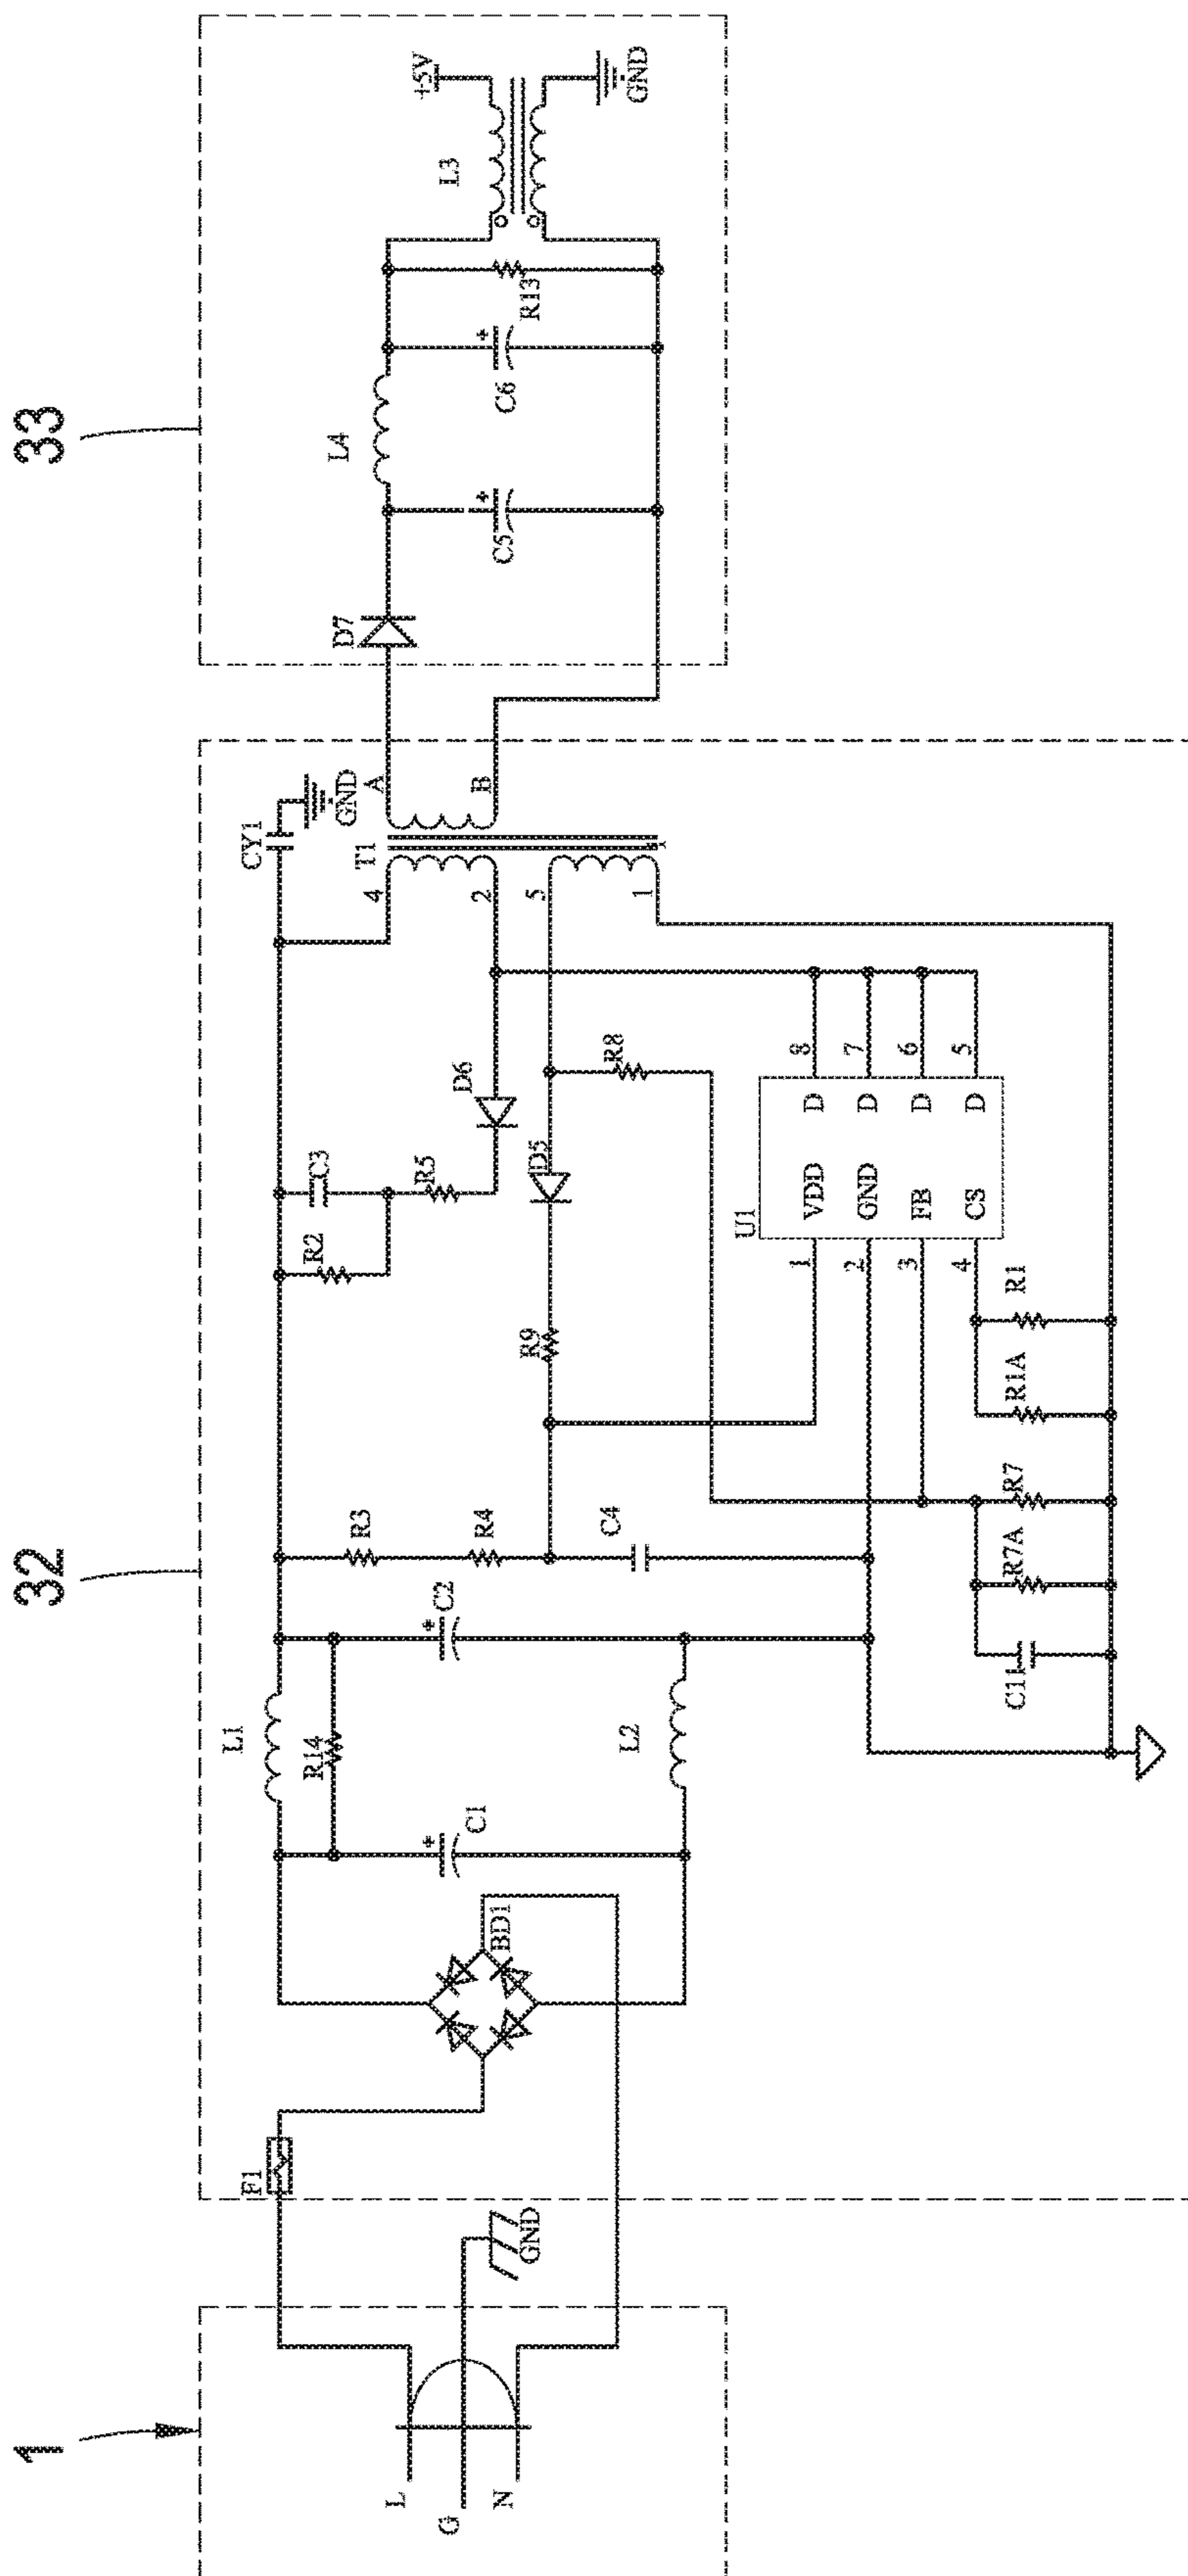 1
32
33
L
G
N
GND
F1
BD1
L1
R14
C1
L2
C2
R3
R4
C4
R2
C3
R5
D6
R9
D5
R8
CY1
GND
T1
4
2
5
1
A
B
U1
1
VDD
D
8
2
GND
D
7
3
FB
D
6
4
CS
D
5
C11
R7A
R7
R1A
R1
D7
L4
C5
C6
R13
L3
+5V
GND